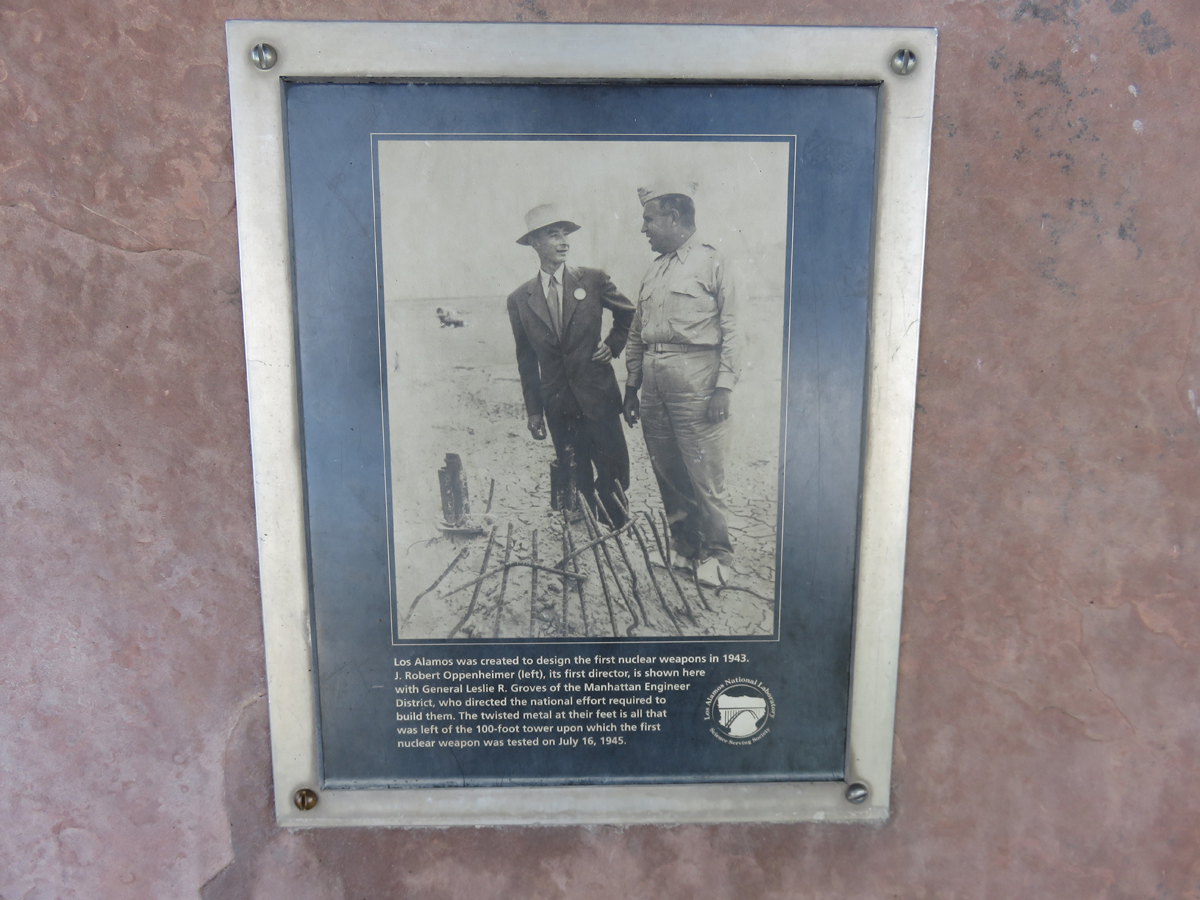 Los Alamos was created to design the first nuclear weapons in 1943.
J. Robert Oppenheimer (left), its first director, is shown here
with General Leslie R. Groves of the Manhattan Engineer
District, who directed the national effort required to
build them. The twisted metal at their feet is all that
was left of the 100-foot tower upon which the first
nuclear weapon was tested on July 16, 1945.
Los Alamos National Laboratory
Science Serving Society